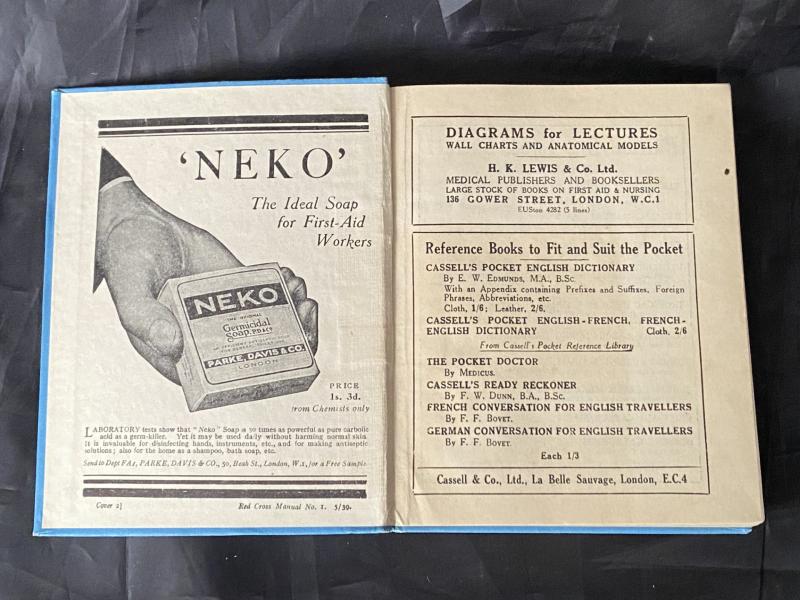 'NEKO'
The Ideal Soap
for First-Aid
Workers
NEKO
THE ORIGINAL
Germicidal
Soap, P.D.&Co
PARKE, DAVIS & CO.
LONDON
PRICE
1s. 3d.
from Chemists only
LABORATORY tests show that "Neko" Soap is 50 times as powerful as pure carbolic
acid as a germ-killer. Yet it may be used daily without harming normal skin.
It is invaluable for disinfecting hands, instruments, etc., and for making antiseptic
solutions; also for the home as a shampoo, bath soap, etc.
Send to Dept FA1, PARKE, DAVIS & CO., 50, Beak St., London, W.1, for a Free Sample
Cover 2]
Red Cross Manual No. 1. 5/39.
DIAGRAMS for LECTURES
WALL CHARTS AND ANATOMICAL MODELS
H. K. LEWIS & Co. Ltd.
MEDICAL PUBLISHERS AND BOOKSELLERS
LARGE STOCK OF BOOKS ON FIRST AID & NURSING
136 GOWER STREET, LONDON, W.C.1
EUSton 4282 (5 lines)
Reference Books to Fit and Suit the Pocket
CASSELL'S POCKET ENGLISH DICTIONARY
By E. W. EDMUNDS, M.A., B.Sc.
With an Appendix containing Prefixes and Suffixes, Foreign
Phrases, Abbreviations, etc.
Cloth, 1/6; Leather, 2/6.
CASSELL'S POCKET ENGLISH-FRENCH, FRENCH-
ENGLISH DICTIONARY Cloth, 2/6
From Cassell's Pocket Reference Library
THE POCKET DOCTOR
By MEDICUS.
CASSELL'S READY RECKONER
By F. W. DUNN, B.A., B.Sc.
FRENCH CONVERSATION FOR ENGLISH TRAVELLERS
By F. F. BOVET.
GERMAN CONVERSATION FOR ENGLISH TRAVELLERS
By F. F. BOVET.
Each 1/3
Cassell & Co., Ltd., La Belle Sauvage, London, E.C.4